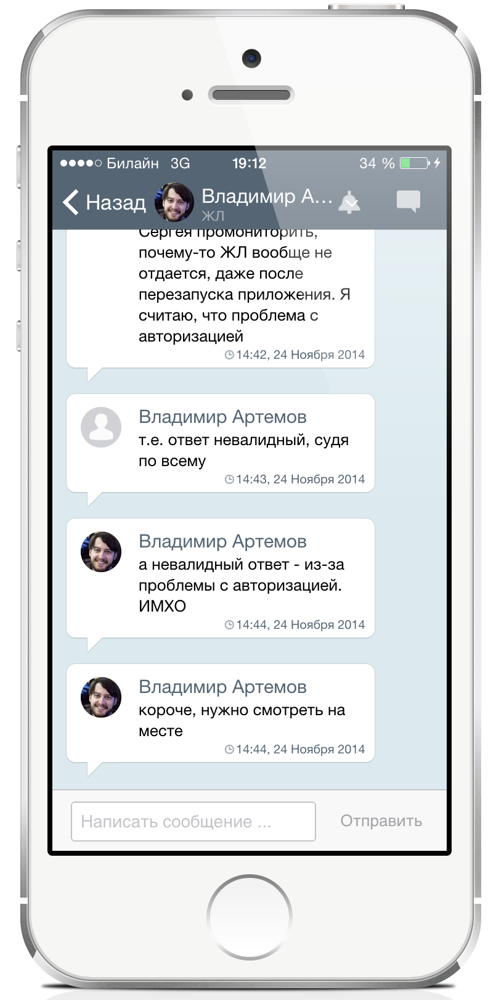 Билайн 3G 19:12 34 %
Назад Владимир А...
ЖЛ
Сергея промониторить,
почему-то ЖЛ вообще не
отдается, даже после
перезапуска приложения. Я
считаю, что проблема с
авторизацией
14:42, 24 Ноября 2014
Владимир Артемов
т.е. ответ невалидный, судя
по всему
14:43, 24 Ноября 2014
Владимир Артемов
а невалидный ответ - из-за
проблемы с авторизацией.
ИМХО
14:44, 24 Ноября 2014
Владимир Артемов
короче, нужно смотреть на
месте
14:44, 24 Ноября 2014
Написать сообщение ... Отправить